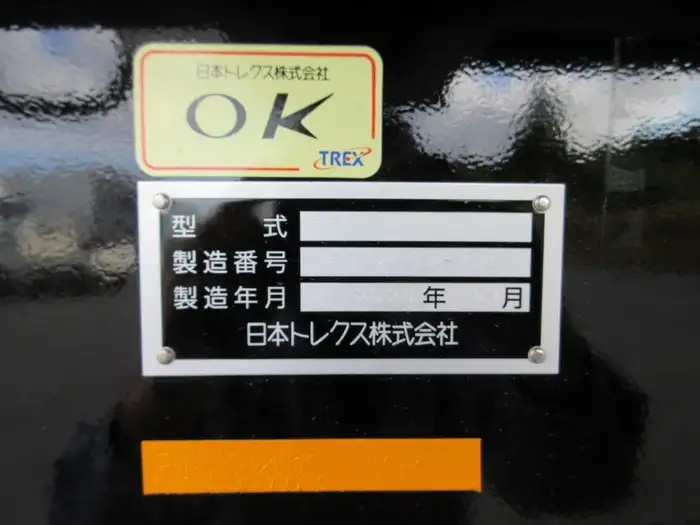 日本トレクス株式会社
OK
TREX
型 式
製造番号
製造年月 年 月
日本トレクス株式会社